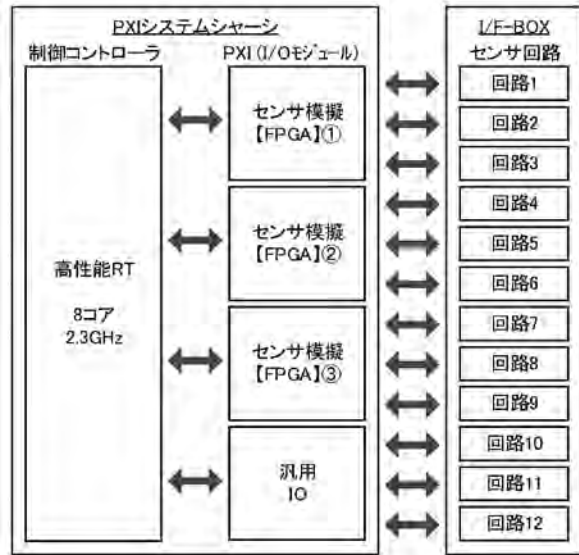 PXIシステムシャーシ
制御コントローラ
PXI(I/Oモジュール)
高性能RT
8コア
2.3GHz
センサ模擬
【FPGA】①
センサ模擬
【FPGA】②
センサ模擬
【FPGA】③
汎用
IO
I/F-BOX
センサ回路
回路1
回路2
回路3
回路4
回路5
回路6
回路7
回路8
回路9
回路10
回路11
回路12